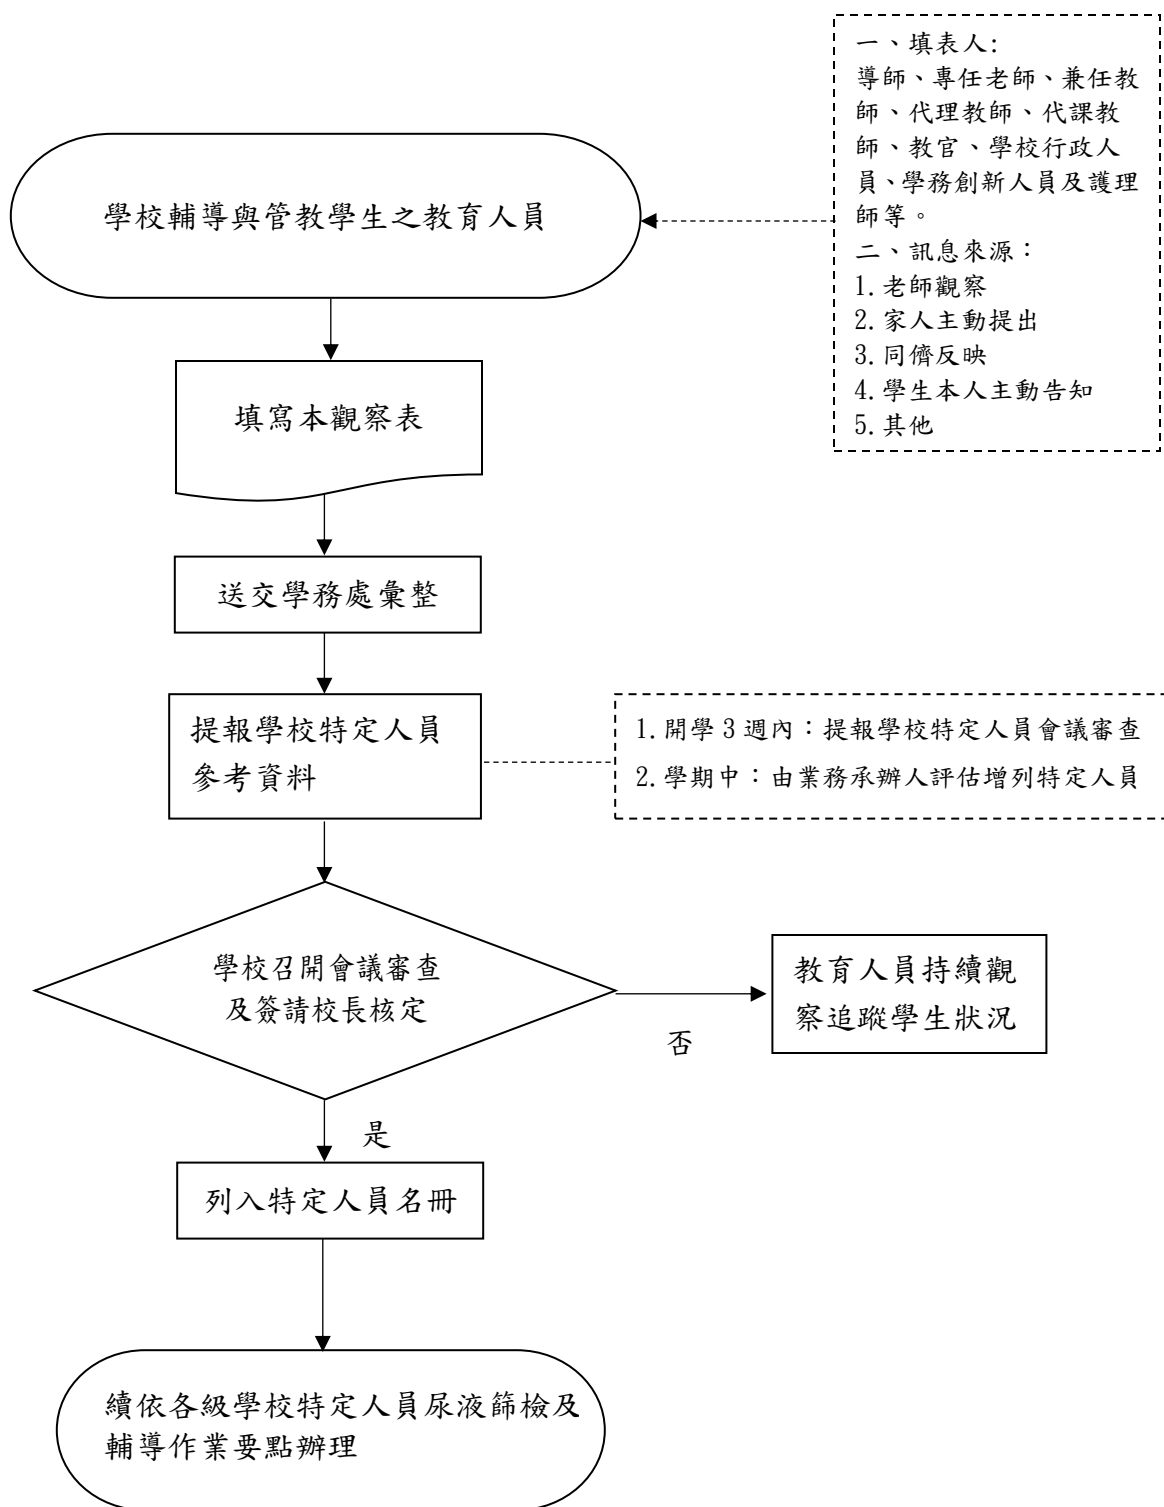 一、填表人:
導師、專任老師、兼任教
師、代理教師、代課教
師、教官、學校行政人
員、學務創新人員及護理
師等。
二、訊息來源：
1.老師觀察
2.家人主動提出
3.同儕反映
4.學生本人主動告知
5.其他
學校輔導與管教學生之教育人員
填寫本觀察表
送交學務處彙整
提報學校特定人員
參考資料
1.開學 3 週內：提報學校特定人員會議審查
2.學期中：由業務承辦人評估增列特定人員
學校召開會議審查
及簽請校長核定
否
教育人員持續觀
察追蹤學生狀況
是
列入特定人員名冊
續依各級學校特定人員尿液篩檢及
輔導作業要點辦理